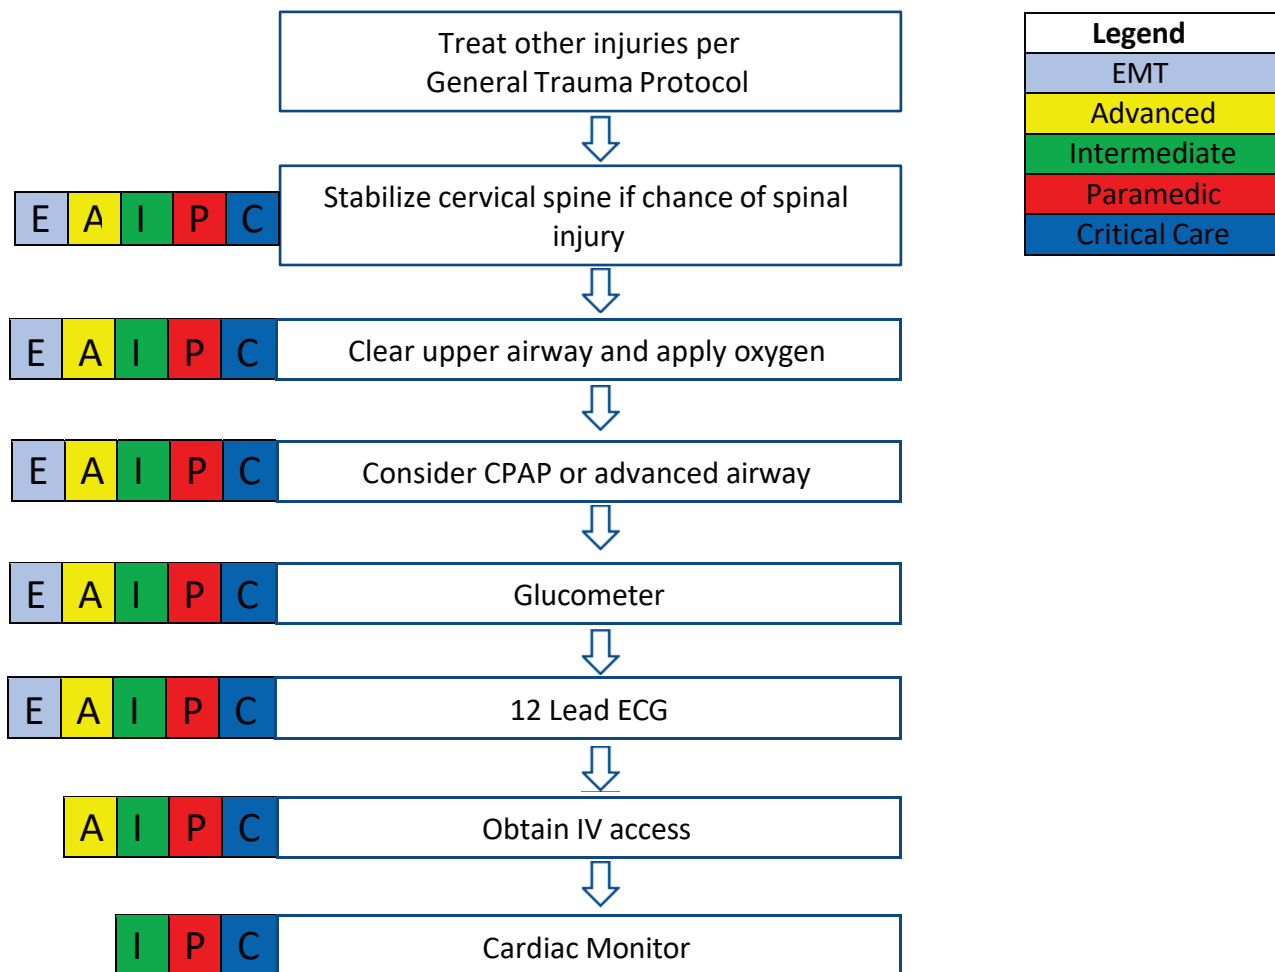 Treat other injuries per
General Trauma Protocol
Legend
EMT
Advanced
Intermediate
Paramedic
Critical Care
E A I P C
Stabilize cervical spine if chance of spinal
injury
E A I P C
Clear upper airway and apply oxygen
E A I P C
Consider CPAP or advanced airway
E A I P C
Glucometer
E A I P C
12 Lead ECG
A I P C
Obtain IV access
I P C
Cardiac Monitor